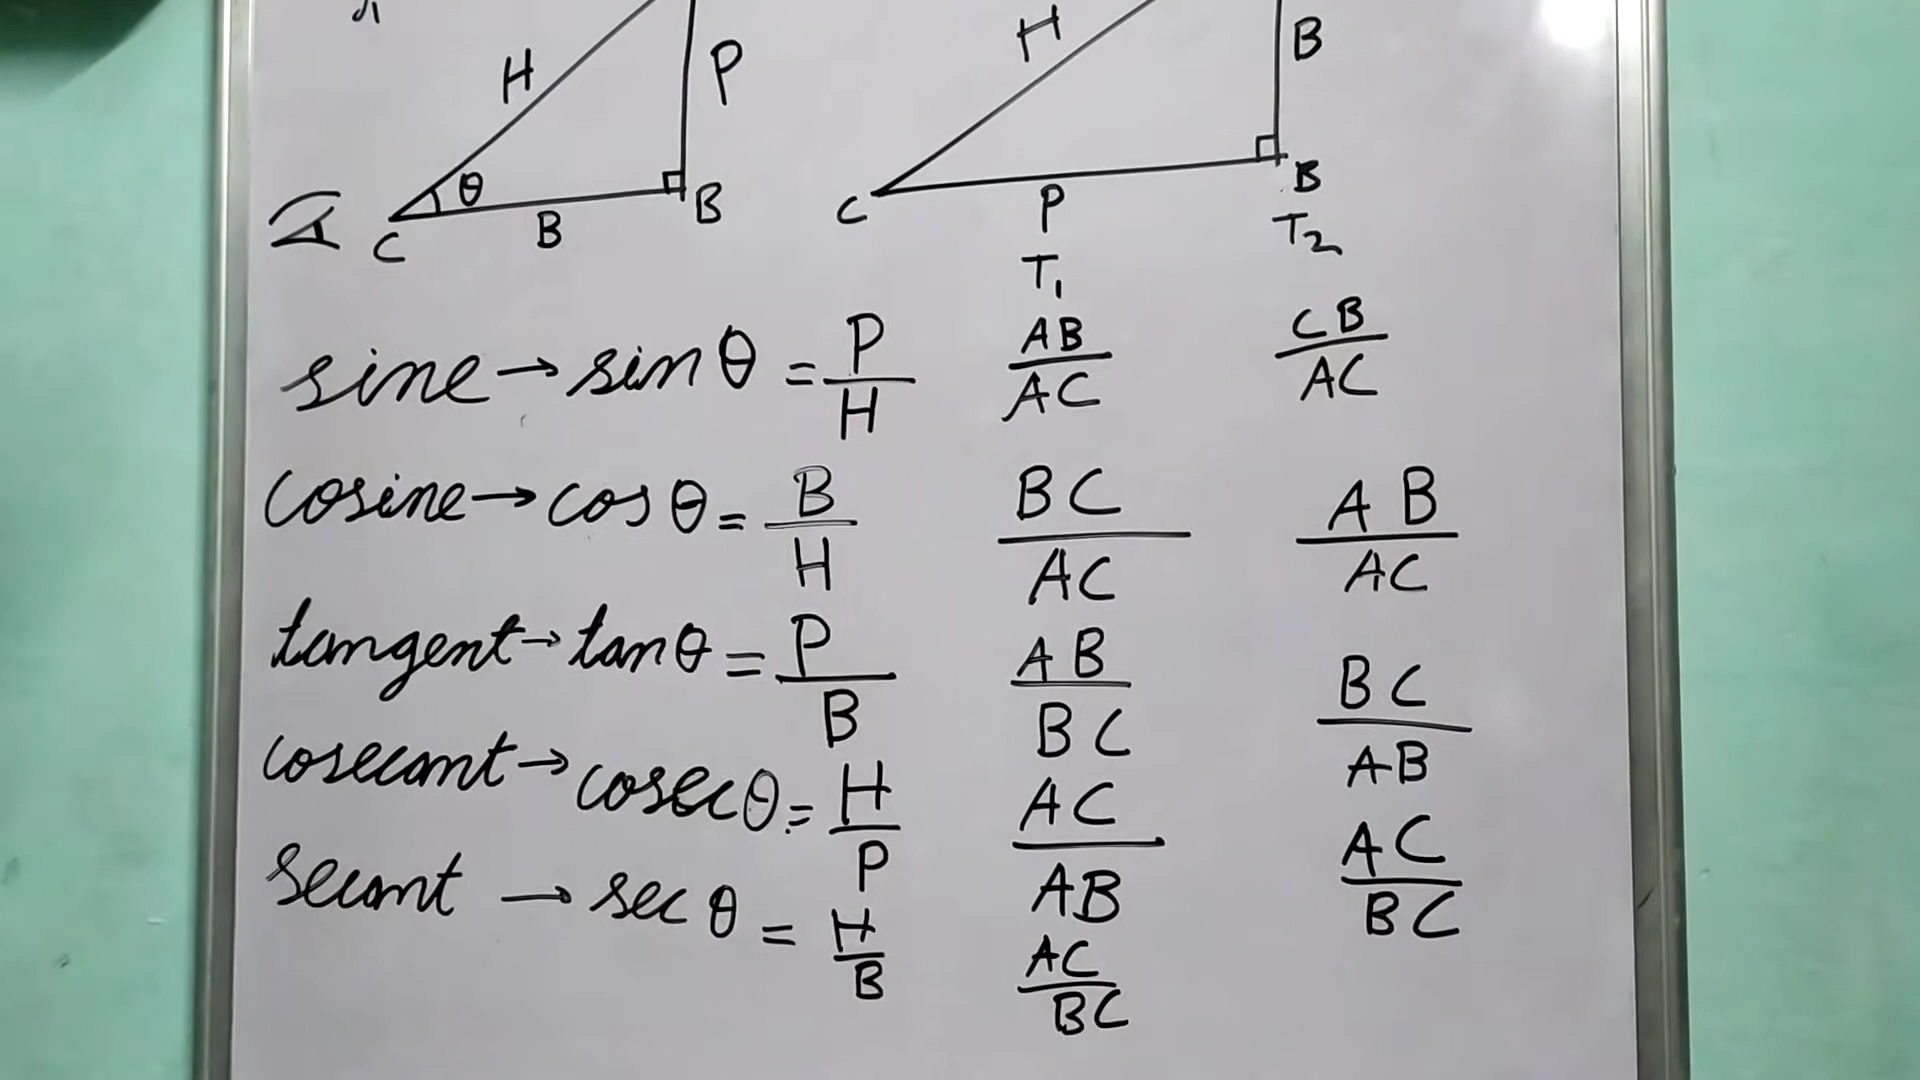 H P H B
θ
C B B C P B
T₁ T₂
sine → sin θ = P/H AB/AC CB/AC
cosine → cos θ = B/H BC/AC AB/AC
tangent → tan θ = P/B AB/BC BC/AB
cosecant → cosec θ = H/P AC/AB AC/BC
secant → sec θ = H/B AC/BC